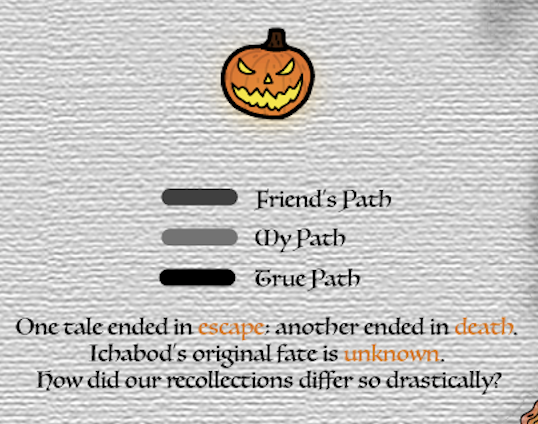 Friend's Path
My Path
True Path
One tale ended in escape: another ended in death.
Ichabod's original fate is unknown.
How did our recollections differ so drastically?